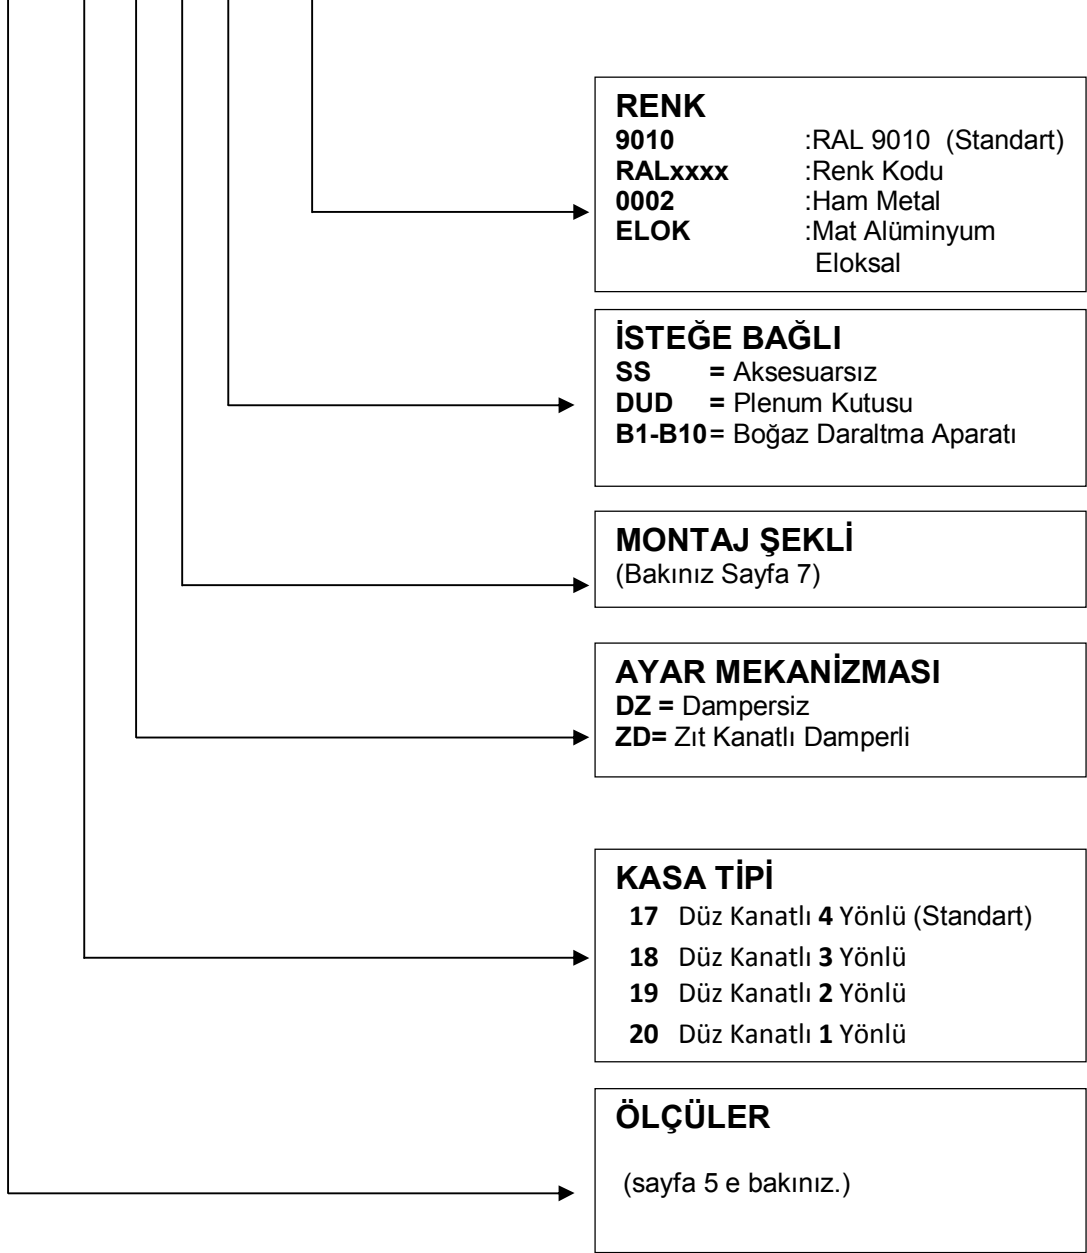 RENK
9010 :RAL 9010 (Standart)
RALxxxx :Renk Kodu
0002 :Ham Metal
ELOK :Mat Alüminyum
Eloksal
İSTEĞE BAĞLI
SS = Aksesuarsız
DUD = Plenum Kutusu
B1-B10= Boğaz Daraltma Aparatı
MONTAJ ŞEKLİ
(Bakınız Sayfa 7)
AYAR MEKANİZMASI
DZ = Dampersiz
ZD= Zıt Kanatlı Damperli
KASA TİPİ
17 Düz Kanatlı 4 Yönlü (Standart)
18 Düz Kanatlı 3 Yönlü
19 Düz Kanatlı 2 Yönlü
20 Düz Kanatlı 1 Yönlü
ÖLÇÜLER
(sayfa 5 e bakınız.)